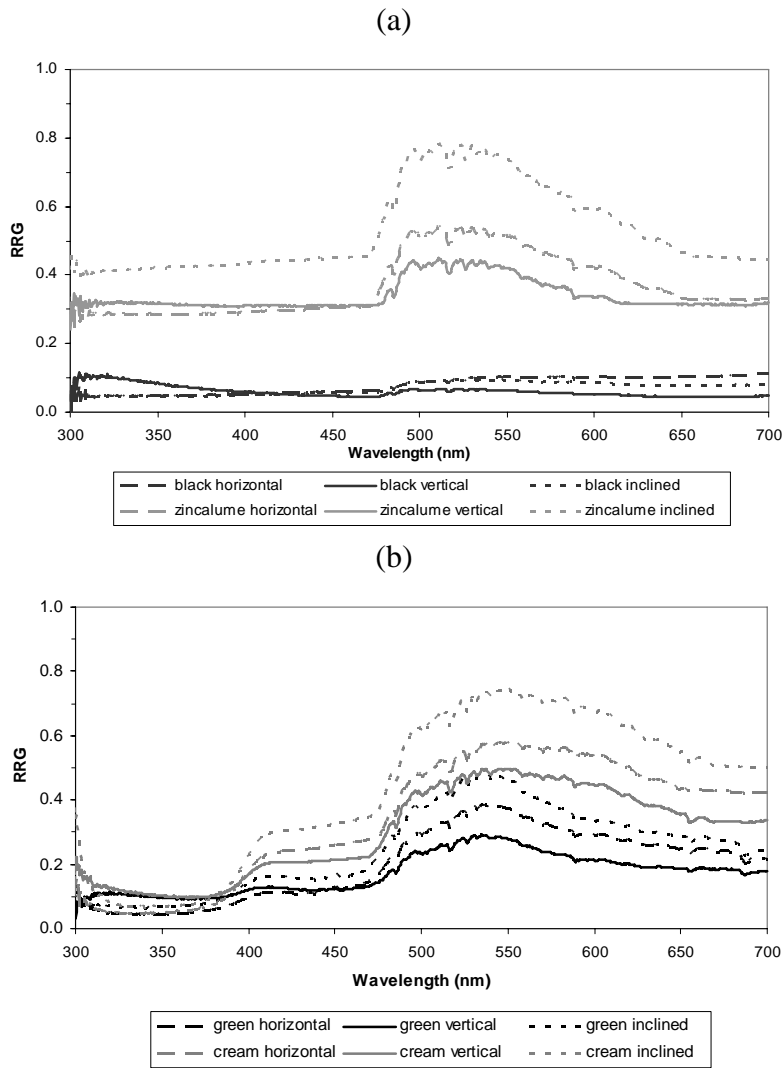 (a)
1.0
0.8
0.6
0.4
0.2
0.0
RRG
300 350 400 450 500 550 600 650 700
Wavelength (nm)
black horizontal black vertical black inclined
zincalume horizontal zincalume vertical zincalume inclined
(b)
1.0
0.8
0.6
0.4
0.2
0.0
RRG
300 350 400 450 500 550 600 650 700
Wavelength (nm)
green horizontal green vertical green inclined
cream horizontal cream vertical cream inclined